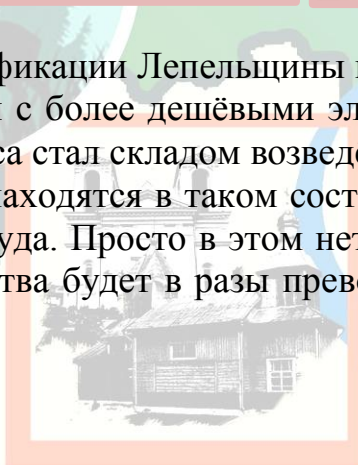 фикации Лепельщины
с более дешёвыми эл
са стал складом возвед
находятся в таком сост
уда. Просто в этом нет
тва будет в разы прев